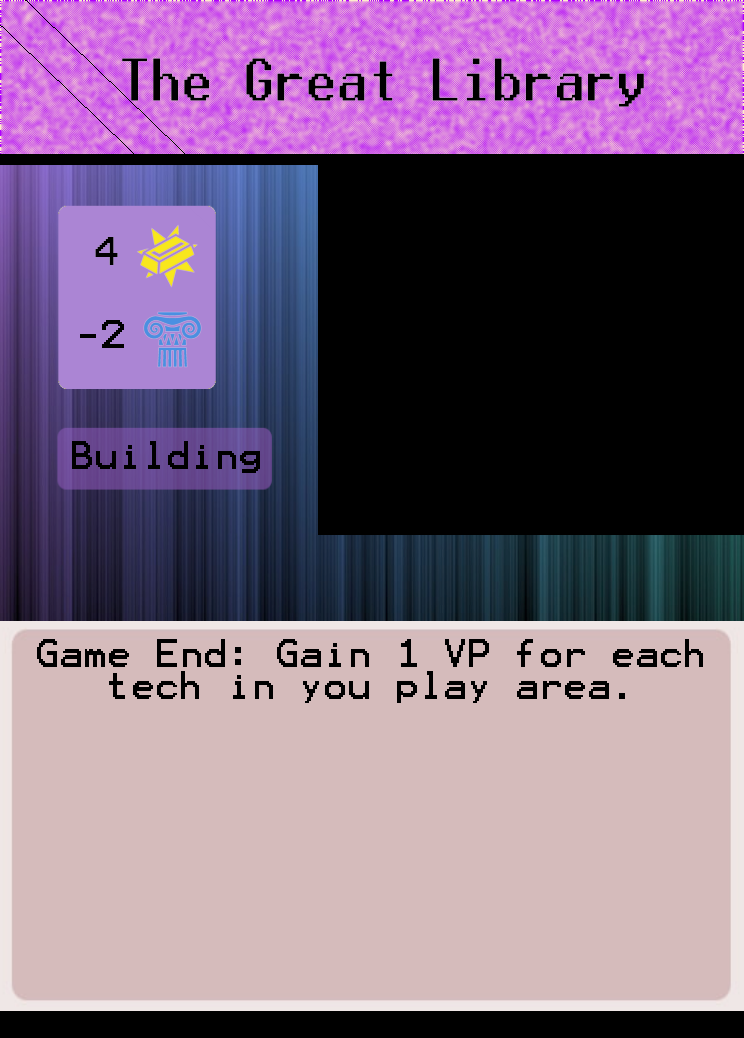 The Great Library
4
-2
Building
Game End: Gain 1 VP for each
tech in you play area.